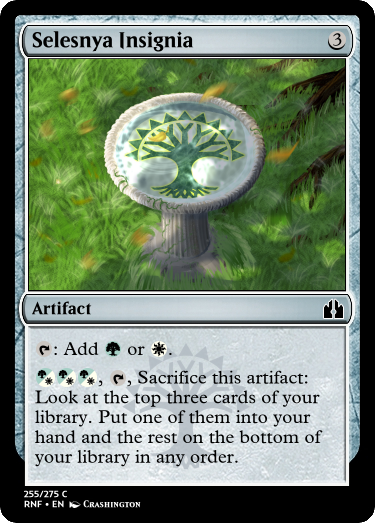 Selesnya Insignia 3
Artifact
: Add or .
, , Sacrifice this artifact:
Look at the top three cards of your
library. Put one of them into your
hand and the rest on the bottom of
your library in any order.
255/275 C
RNF • EN Crashington